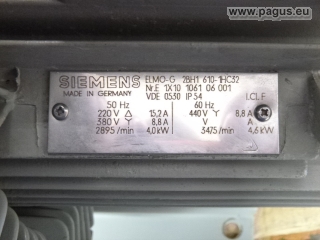 www.pagus.eu
SIEMENS ELMO-G 2BH1 610-1HC32
MADE IN GERMANY Nr.E 1X10 1061 06 001
VDE 0530 IP 54 I.CL.F
50 Hz 60 Hz
220 V △ 15,2 A 440 V Y 8,8 A
380 V Y 8,8 A V A
2895 /min 4,0 kW 3475 /min 4,6 kW